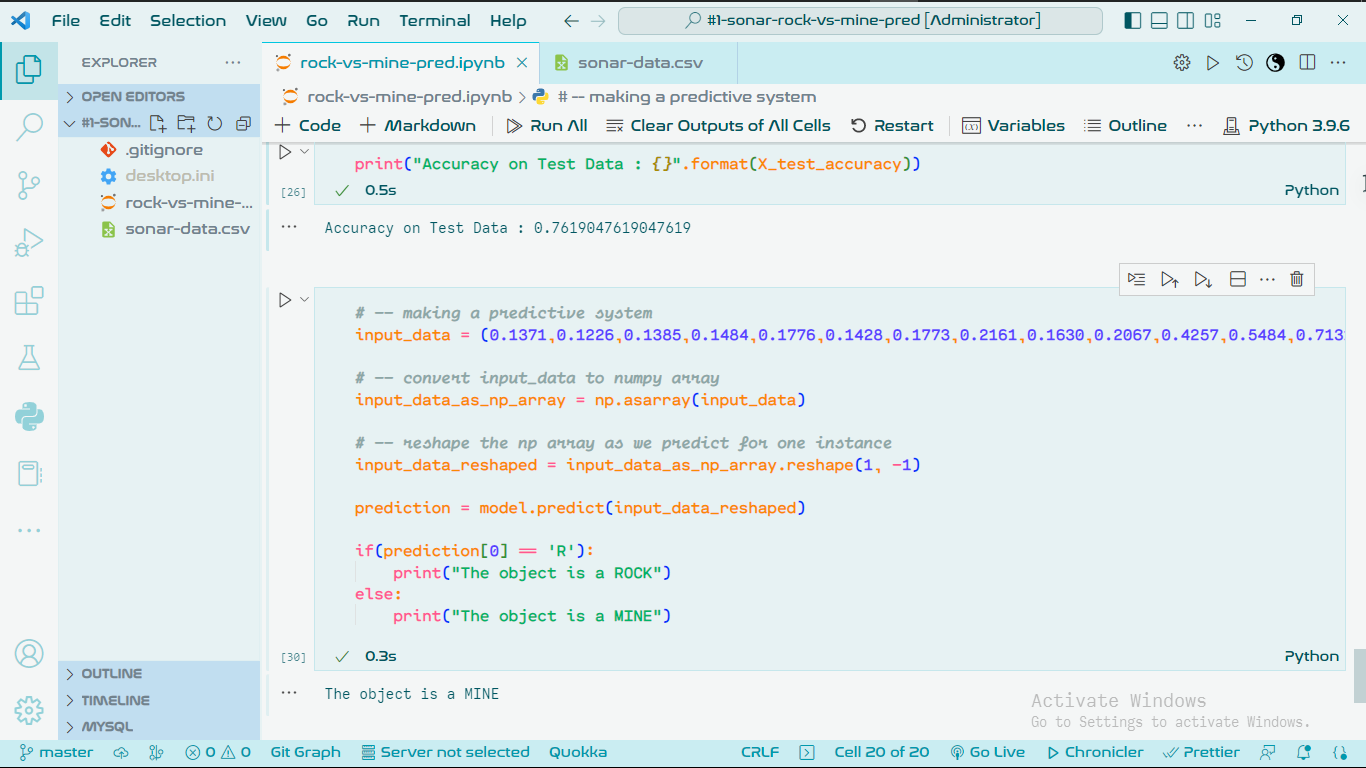 File Edit Selection View Go Run Terminal Help #1-sonar-rock-vs-mine-pred [Administrator]
EXPLORER
OPEN EDITORS
#1-SON...
.gitignore
desktop.ini
rock-vs-mine-...
sonar-data.csv
OUTLINE
TIMELINE
MYSQL
rock-vs-mine-pred.ipynb sonar-data.csv
rock-vs-mine-pred.ipynb > # -- making a predictive system
+ Code + Markdown Run All Clear Outputs of All Cells Restart Variables Outline ... Python 3.9.6
print("Accuracy on Test Data : {}".format(X_test_accuracy))
[26] 0.5s Python
Accuracy on Test Data : 0.7619047619047619
# -- making a predictive system
input_data = (0.1371,0.1226,0.1385,0.1484,0.1776,0.1428,0.1773,0.2161,0.1630,0.2067,0.4257,0.5484,0.713
# -- convert input_data to numpy array
input_data_as_np_array = np.asarray(input_data)
# -- reshape the np array as we predict for one instance
input_data_reshaped = input_data_as_np_array.reshape(1, -1)
prediction = model.predict(input_data_reshaped)
if(prediction[0] == 'R'):
print("The object is a ROCK")
else:
print("The object is a MINE")
[30] 0.3s Python
The object is a MINE
Activate Windows
Go to Settings to activate Windows.
master 0 0 Git Graph Server not selected Quokka CRLF Cell 20 of 20 Go Live Chronicler Prettier